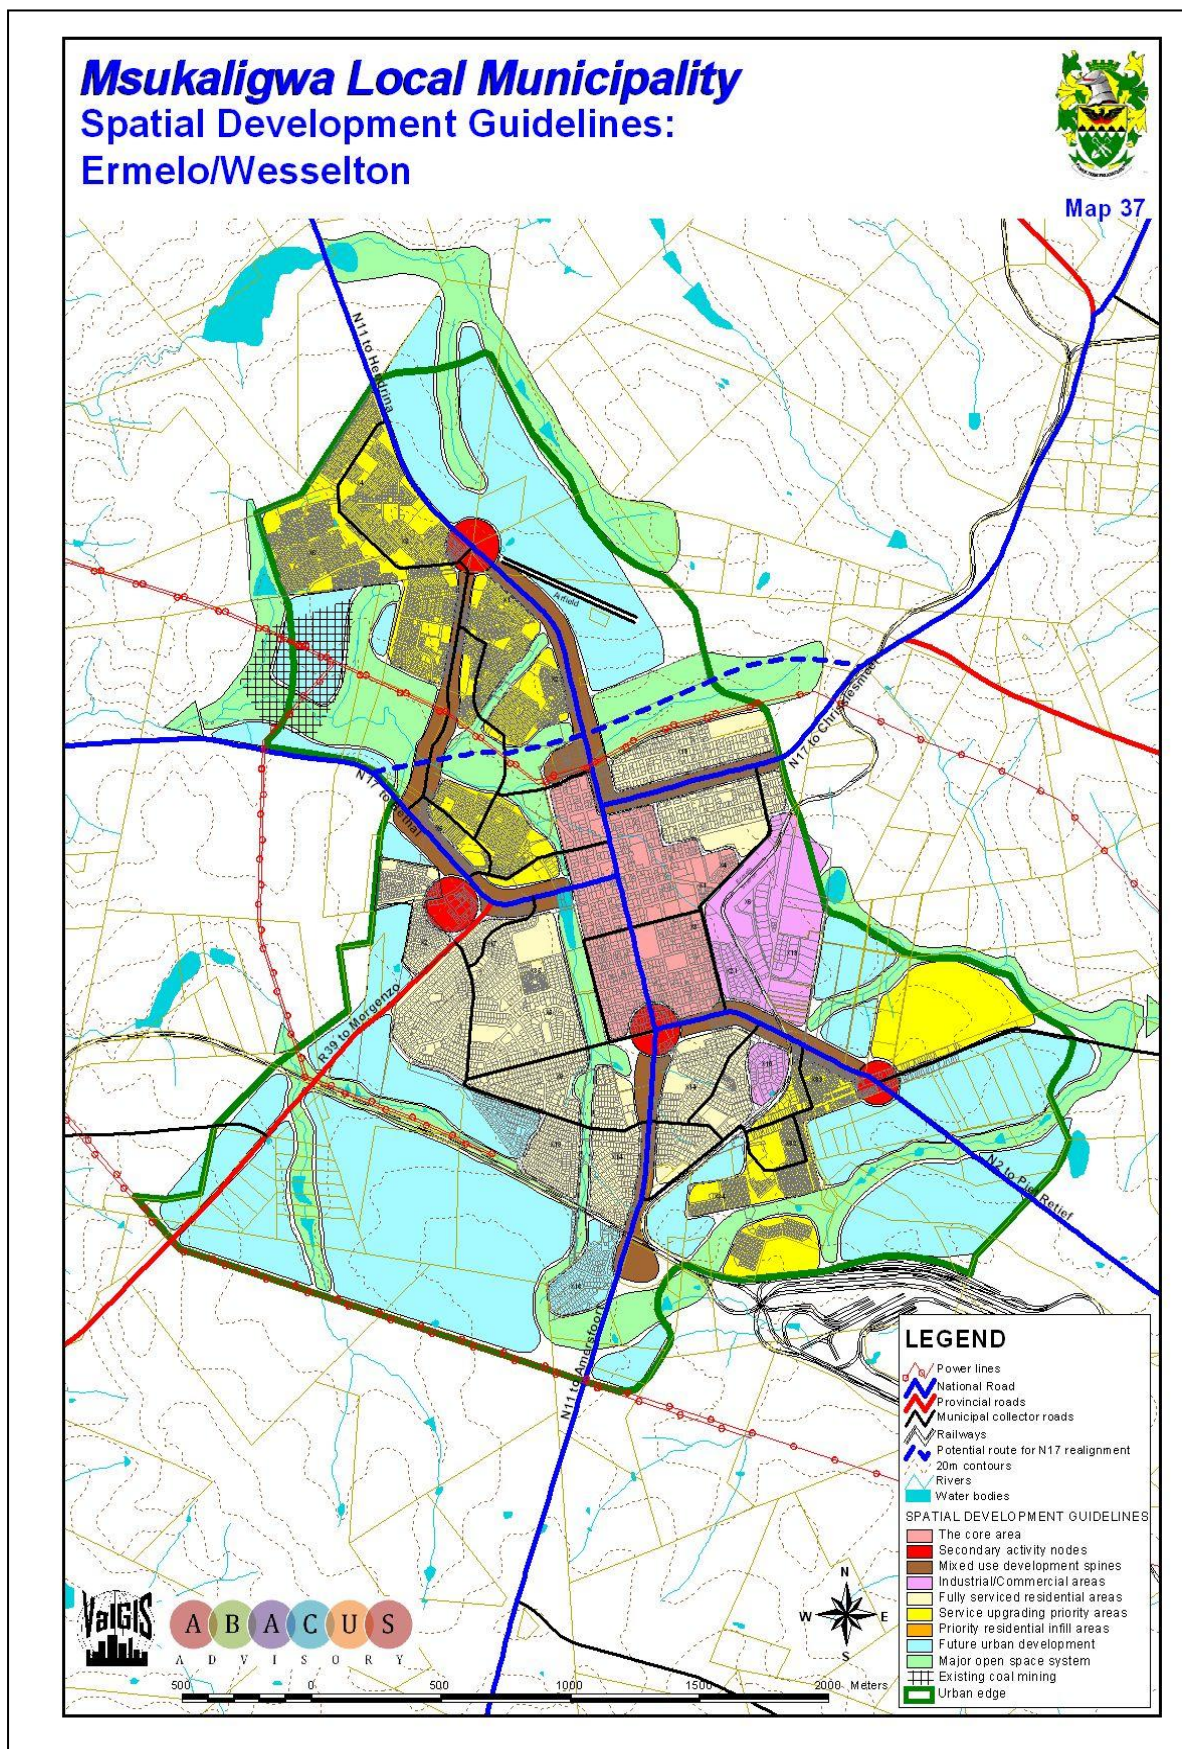 Msukaligwa Local Municipality
Spatial Development Guidelines:
Ermelo/Wesselton
Map 37
N11 to Hendrina
Airfield
N17 to Chrissiesmeer
N17 to Bethal
R39 to Morgenzo
N2 to Piet Retief
N11 to Amersfoort
LEGEND
Power lines
National Road
Provincial roads
Municipal collector roads
Railways
Potential route for N17 realignment
20m contours
Rivers
Water bodies
SPATIAL DEVELOPMENT GUIDELINES
The core area
Secondary activity nodes
Mixed use development spines
Industrial/Commercial areas
Fully serviced residential areas
Service upgrading priority areas
Priority residential infill areas
Future urban development
Major open space system
Existing coal mining
Urban edge
N
W E
S
ValGIS
ABACUS
ADVISORY
500 0 500 1000 1500 2000 Meters